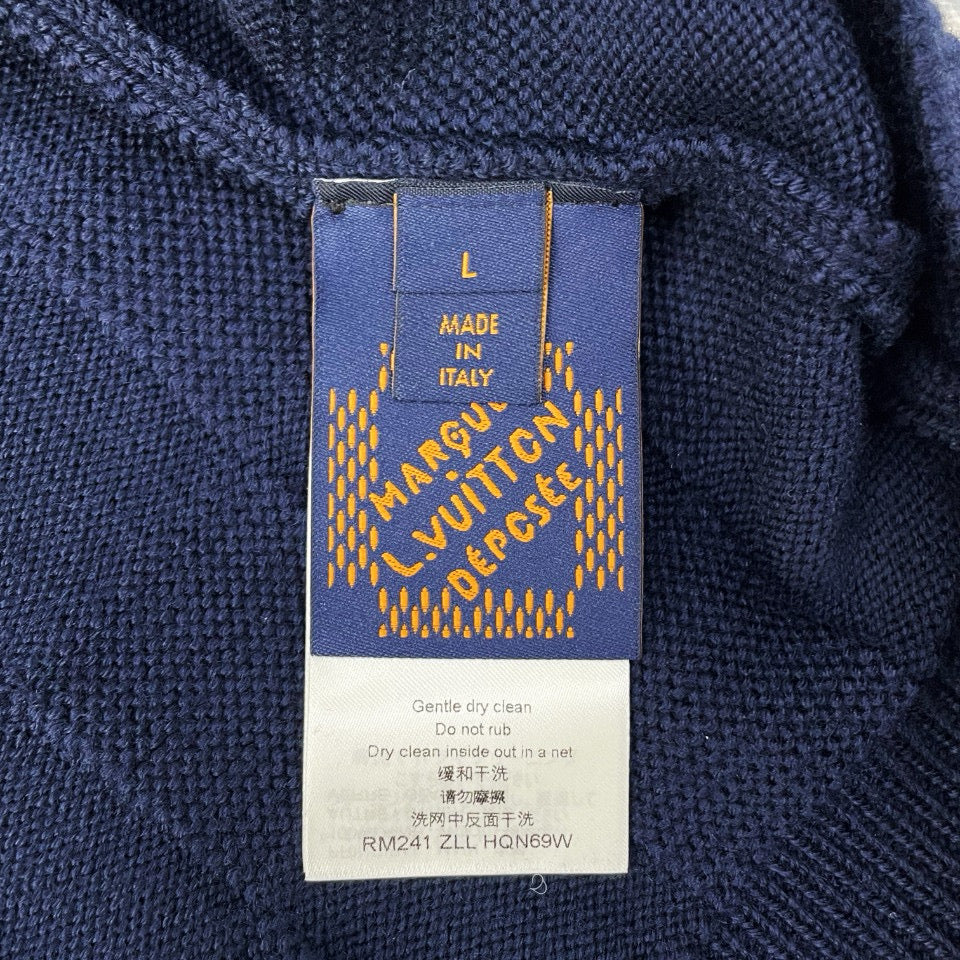 L
MADE
IN
ITALY
MARQUE
L.VUITTON
DÉPOSÉE
Gentle dry clean
Do not rub
Dry clean inside out in a net
缓和干洗
请勿摩擦
洗网中反面干洗
RM241 ZLL HQN69W